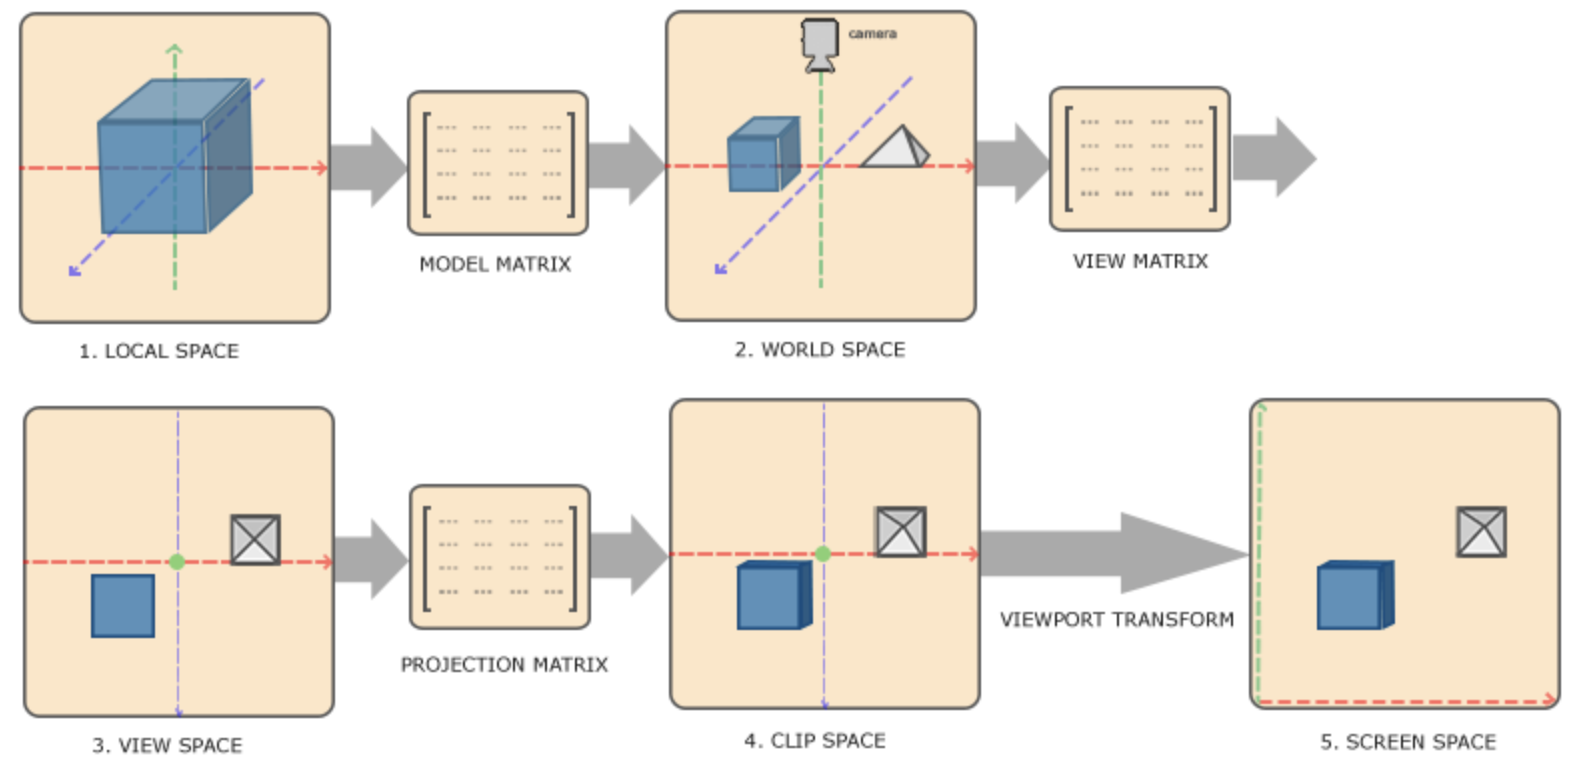 camera
MODEL MATRIX
VIEW MATRIX
1. LOCAL SPACE
2. WORLD SPACE
VIEWPORT TRANSFORM
PROJECTION MATRIX
3. VIEW SPACE
4. CLIP SPACE
5. SCREEN SPACE